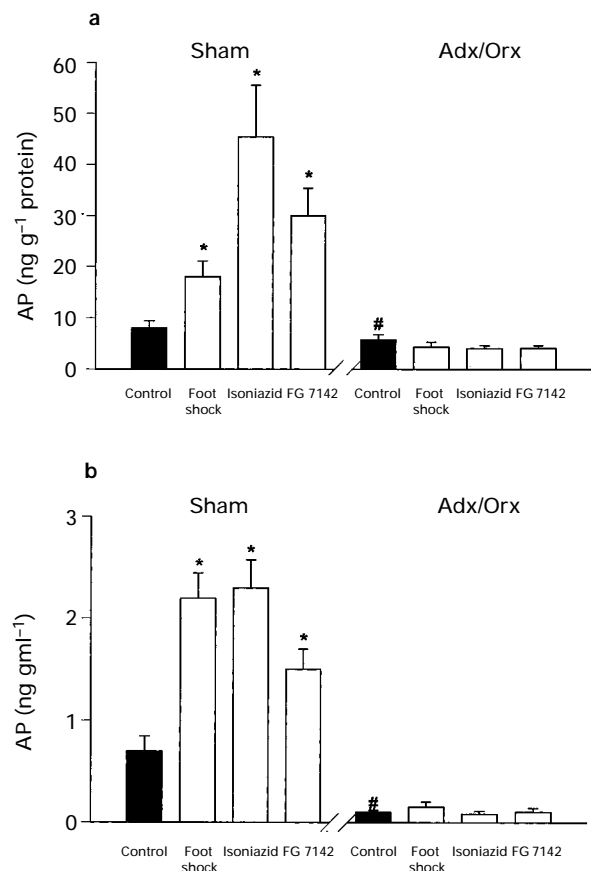 a
Sham Adx/Orx
AP (ng g⁻¹ protein)
60
50
40
30
20
10
0
* * * #
Control Foot shock Isoniazid FG 7142 Control Foot shock Isoniazid FG 7142
b
Sham Adx/Orx
AP (ng gml⁻¹)
3
2
1
0
* * * #
Control Foot shock Isoniazid FG 7142 Control Foot shock Isoniazid FG 7142